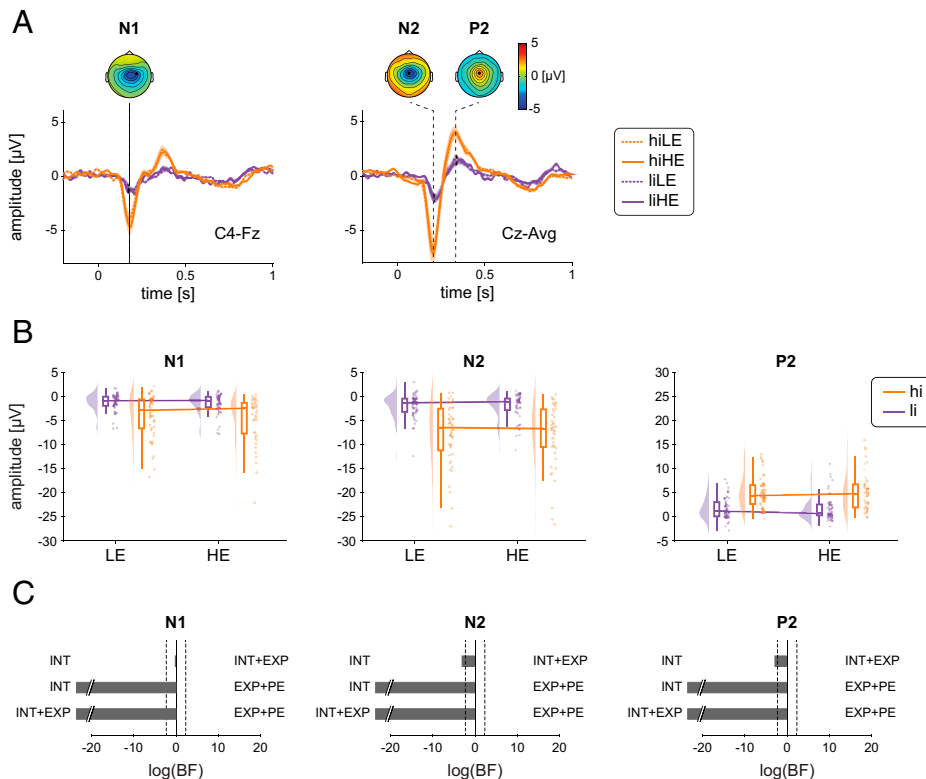 A
N1
N2 P2
5
0 [µV]
-5
amplitude [µV]
5
0
-5
C4-Fz
0 0.5 1
time [s]
5
0
-5
Cz-Avg
0 0.5 1
time [s]
hiLE
hiHE
liLE
liHE
B
N1
amplitude [µV]
5
0
-5
-10
-15
-20
-25
-30
LE HE
N2
5
0
-5
-10
-15
-20
-25
-30
LE HE
P2
30
25
20
15
10
5
0
-5
LE HE
hi
li
C
N1
INT INT+EXP
INT EXP+PE
INT+EXP EXP+PE
-20 -10 0 10 20
log(BF)
N2
INT INT+EXP
INT EXP+PE
INT+EXP EXP+PE
-20 -10 0 10 20
log(BF)
P2
INT INT+EXP
INT EXP+PE
INT+EXP EXP+PE
-20 -10 0 10 20
log(BF)